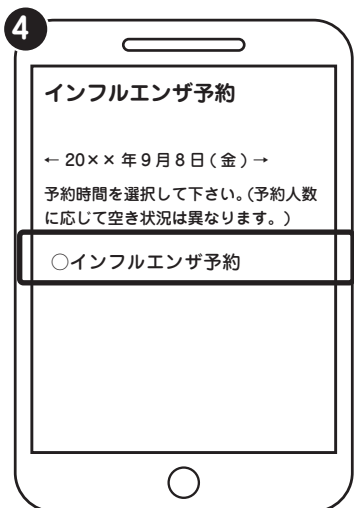 4
インフルエンザ予約
← 20×× 年9月8日(金)→
予約時間を選択して下さい。(予約人数
に応じて空き状況は異なります。)
○インフルエンザ予約